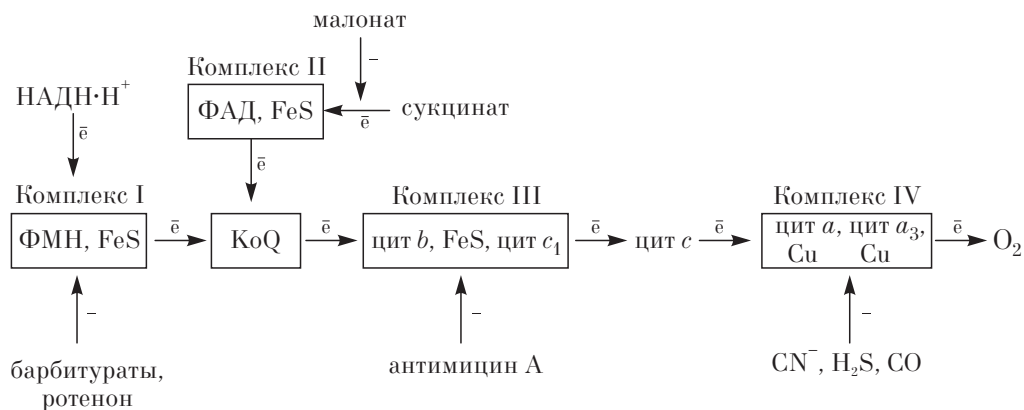 малонат
–
Комплекс II
НАДН·Н⁺
ФАД, FeS
ē
сукцинат
ē
ē
Комплекс I
Комплекс III
Комплекс IV
ФМН, FeS
ē
KoQ
ē
цит b, FeS, цит c₁
ē
цит c
ē
цит a, цит a₃,
Cu Cu
ē
O₂
–
–
–
барбитураты,
ротенон
антимицин А
CN⁻, H₂S, CO